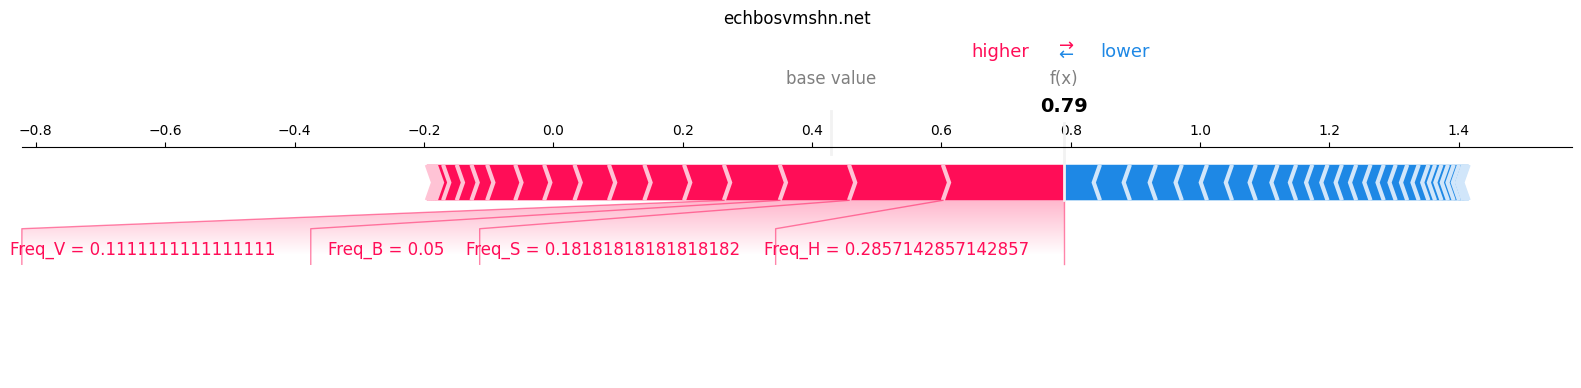 echbosvmshn.net
higher ⇄ lower
base value f(x)
0.79
−0.8 −0.6 −0.4 −0.2 0.0 0.2 0.4 0.6 0.8 1.0 1.2 1.4
Freq_V = 0.1111111111111111 Freq_B = 0.05 Freq_S = 0.18181818181818182 Freq_H = 0.2857142857142857